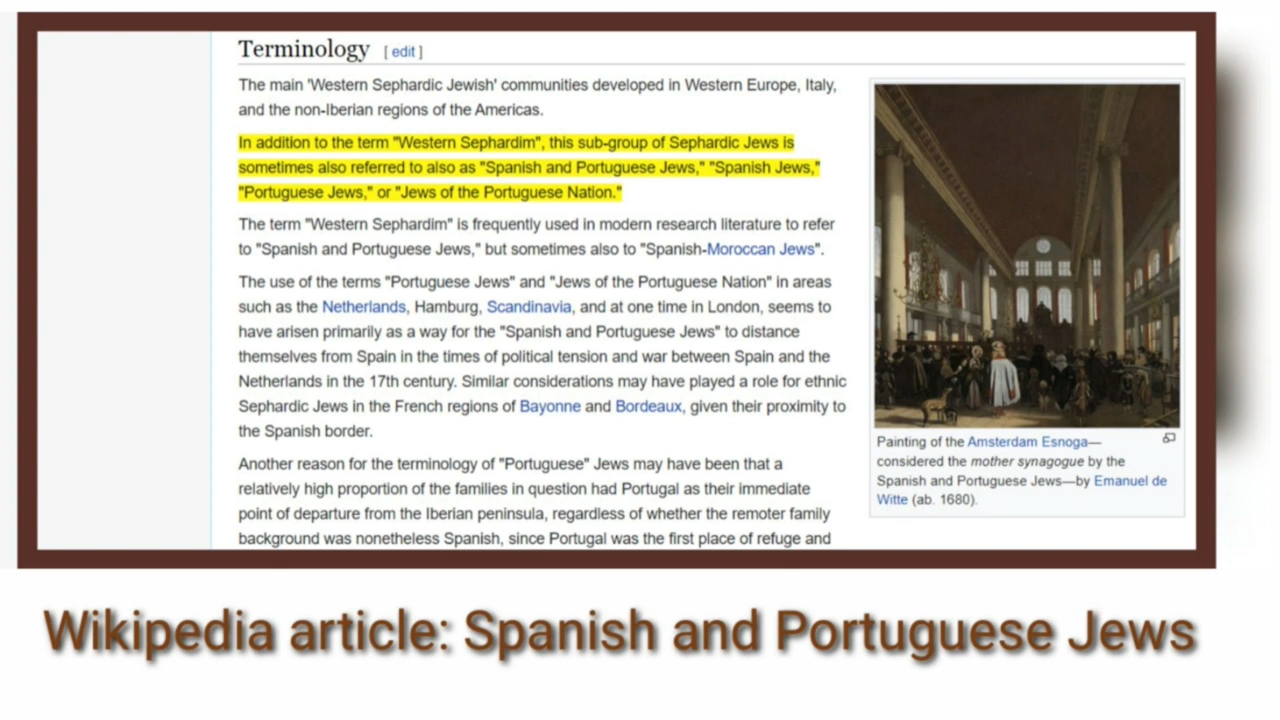 Terminology [ edit ]
The main 'Western Sephardic Jewish' communities developed in Western Europe, Italy,
and the non-Iberian regions of the Americas.
In addition to the term "Western Sephardim", this sub-group of Sephardic Jews is
sometimes also referred to also as "Spanish and Portuguese Jews," "Spanish Jews,"
"Portuguese Jews," or "Jews of the Portuguese Nation."
The term "Western Sephardim" is frequently used in modern research literature to refer
to "Spanish and Portuguese Jews," but sometimes also to "Spanish-Moroccan Jews".
The use of the terms "Portuguese Jews" and "Jews of the Portuguese Nation" in areas
such as the Netherlands, Hamburg, Scandinavia, and at one time in London, seems to
have arisen primarily as a way for the "Spanish and Portuguese Jews" to distance
themselves from Spain in the times of political tension and war between Spain and the
Netherlands in the 17th century. Similar considerations may have played a role for ethnic
Sephardic Jews in the French regions of Bayonne and Bordeaux, given their proximity to
the Spanish border.
Another reason for the terminology of "Portuguese" Jews may have been that a
relatively high proportion of the families in question had Portugal as their immediate
point of departure from the Iberian peninsula, regardless of whether the remoter family
background was nonetheless Spanish, since Portugal was the first place of refuge and
Painting of the Amsterdam Esnoga—
considered the mother synagogue by the
Spanish and Portuguese Jews—by Emanuel de
Witte (ab. 1680).
Wikipedia article: Spanish and Portuguese Jews